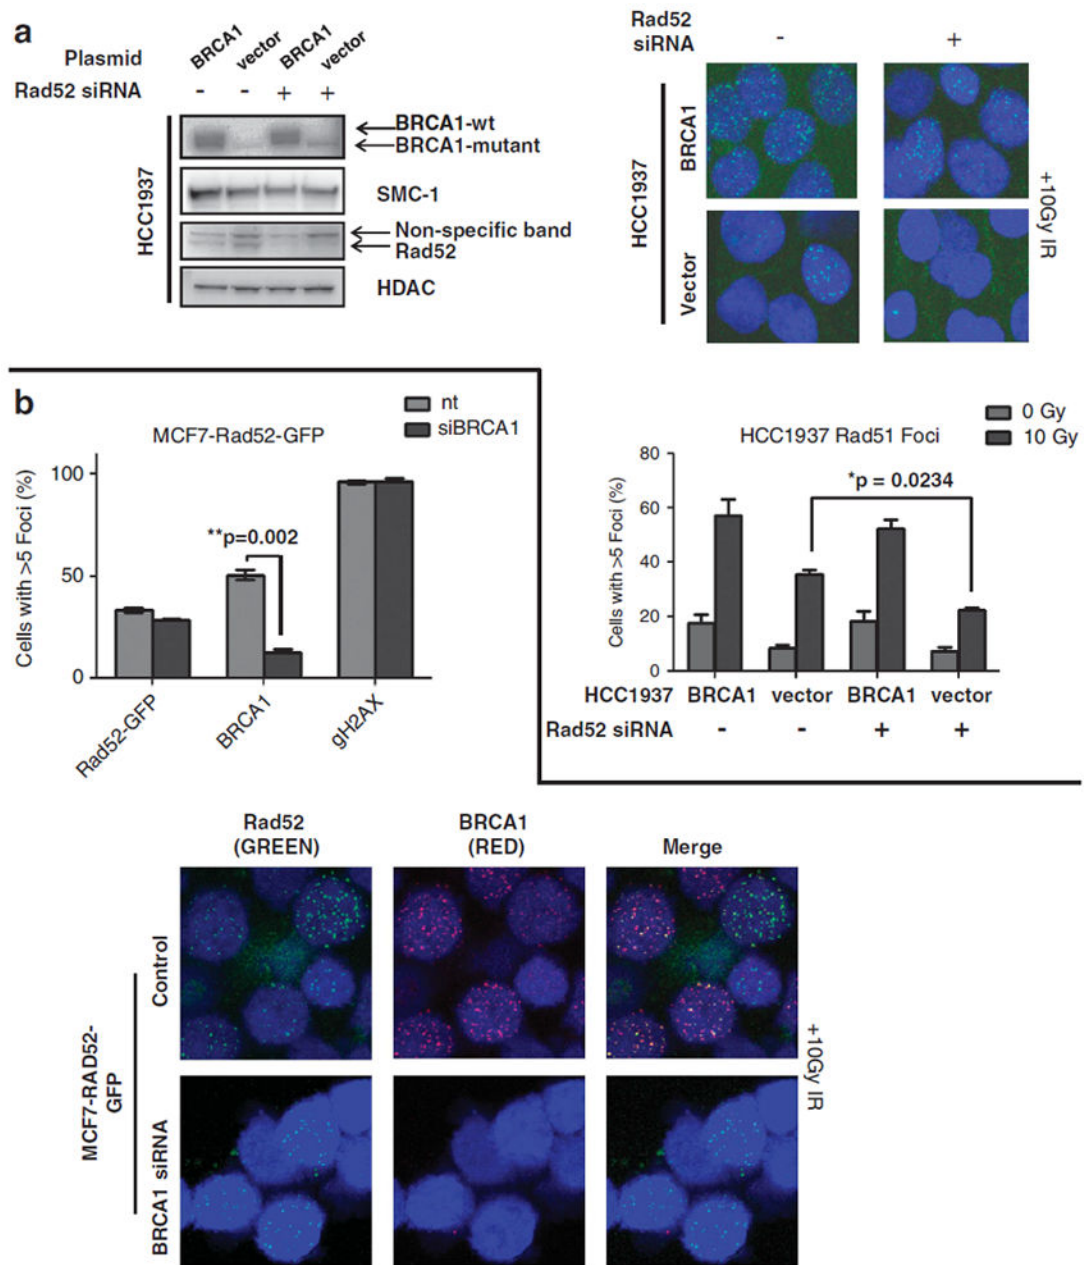 a
Plasmid
BRCA1 vector BRCA1 vector
Rad52 siRNA - - + +
HCC1937
BRCA1-wt
BRCA1-mutant
SMC-1
Non-specific band
Rad52
HDAC
Rad52
siRNA - +
HCC1937
BRCA1
Vector
+10Gy IR
b
nt
siBRCA1
MCF7-Rad52-GFP
Cells with >5 Foci (%)
100
50
0
**p=0.002
Rad52-GFP
BRCA1
gH2AX
0 Gy
10 Gy
HCC1937 Rad51 Foci
Cells with >5 Foci (%)
80
60
40
20
0
*p = 0.0234
HCC1937 BRCA1 vector BRCA1 vector
Rad52 siRNA - - + +
Rad52
(GREEN)
BRCA1
(RED)
Merge
MCF7-RAD52-
GFP
Control
BRCA1 siRNA
+10Gy IR